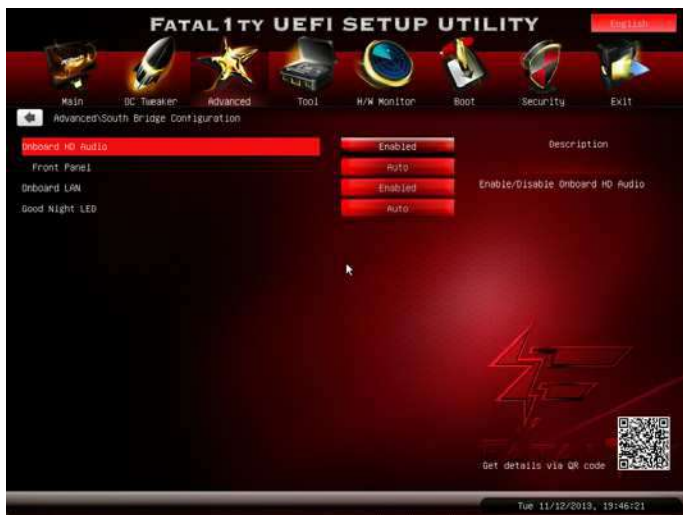 FATAL1TY UEFI SETUP UTILITY
English
Main
OC Tweaker
Advanced
Tool
H/W Monitor
Boot
Security
Exit
Advanced\South Bridge Configuration
Onboard HD Audio Enabled
Front Panel Auto
Onboard LAN Enabled
Good Night LED Auto
Description
Enable/Disable Onboard HD Audio
Get details via QR code
Tue 11/12/2013, 19:46:21